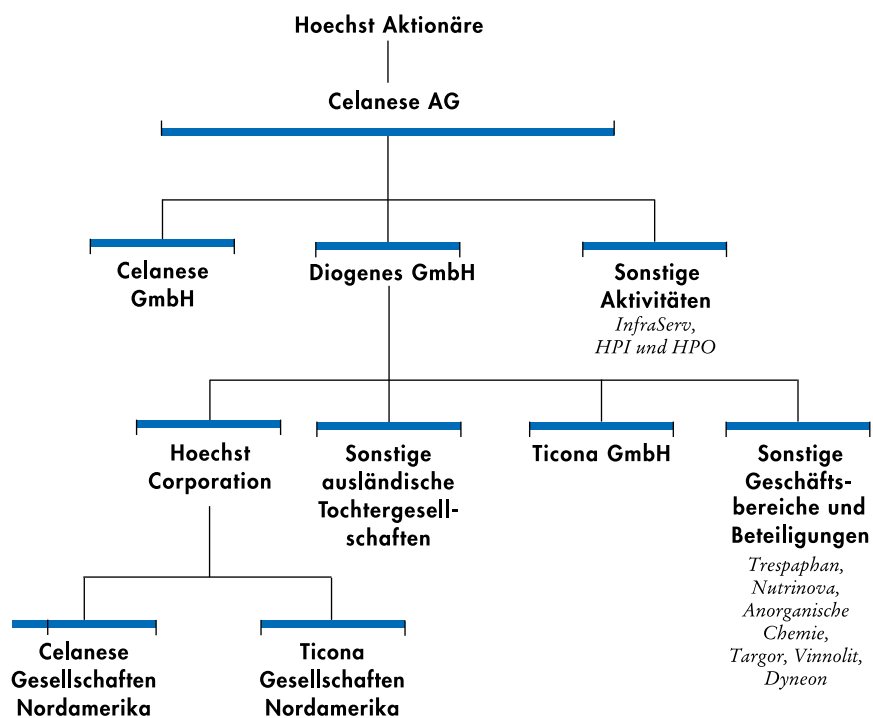 Hoechst Aktionäre
Celanese AG
Celanese
GmbH
Diogenes GmbH
Sonstige
Aktivitäten
InfraServ,
HPI und HPO
Hoechst
Corporation
Sonstige
ausländische
Tochtergesell-
schaften
Ticona GmbH
Sonstige
Geschäfts-
bereiche und
Beteiligungen
Trespaphan,
Nutrinova,
Anorganische
Chemie,
Targor, Vinnolit,
Dyneon
Celanese
Gesellschaften
Nordamerika
Ticona
Gesellschaften
Nordamerika